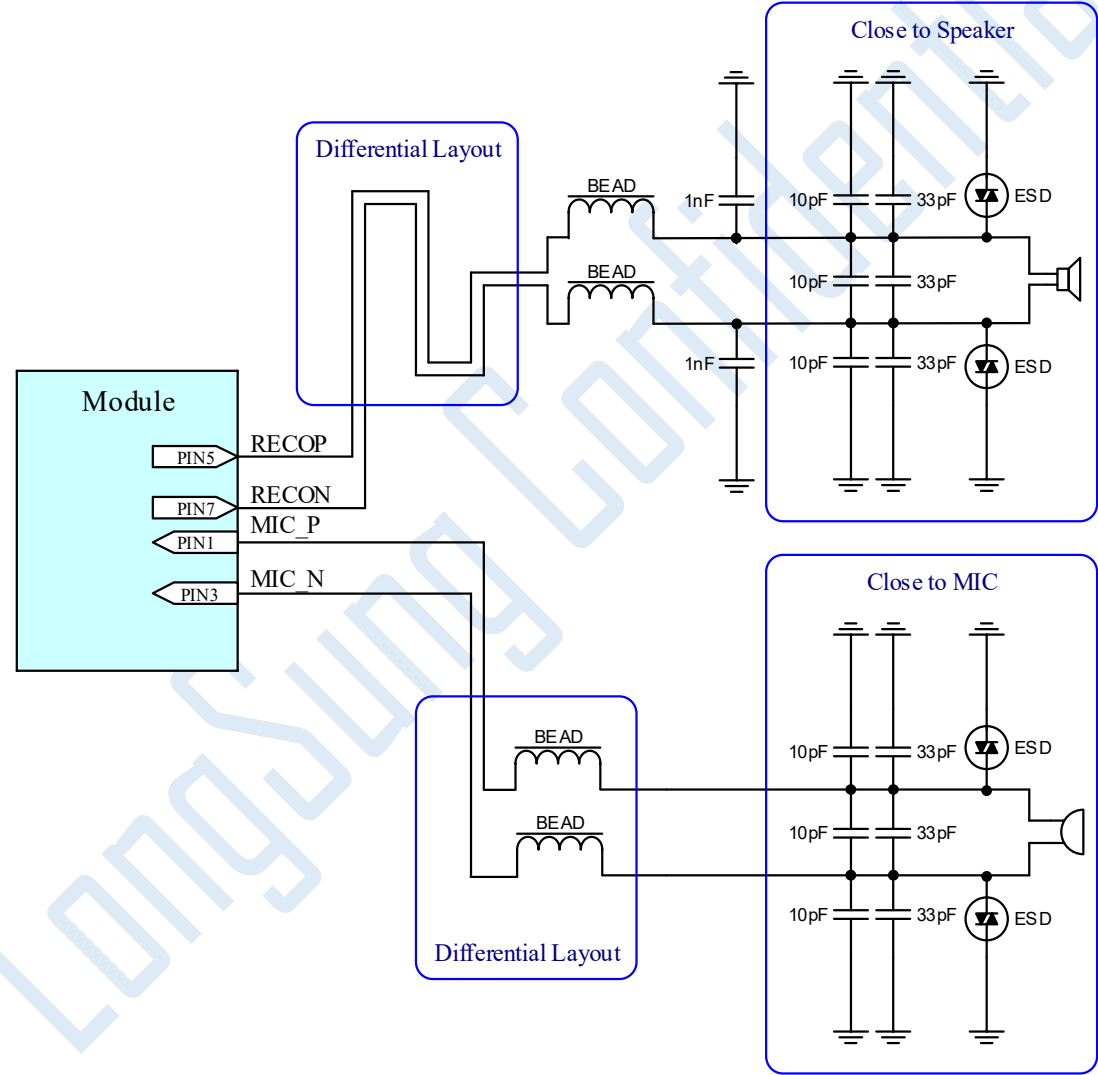 Close to Speaker
Differential Layout
BEAD
1nF
10pF
33pF
ESD
BEAD
10pF
33pF
1nF
10pF
33pF
ESD
Module
PIN5
RECOP
PIN7
RECON
PIN1
MIC_P
PIN3
MIC_N
Close to MIC
BEAD
10pF
33pF
ESD
BEAD
10pF
33pF
10pF
33pF
ESD
Differential Layout
LongSung Confidential